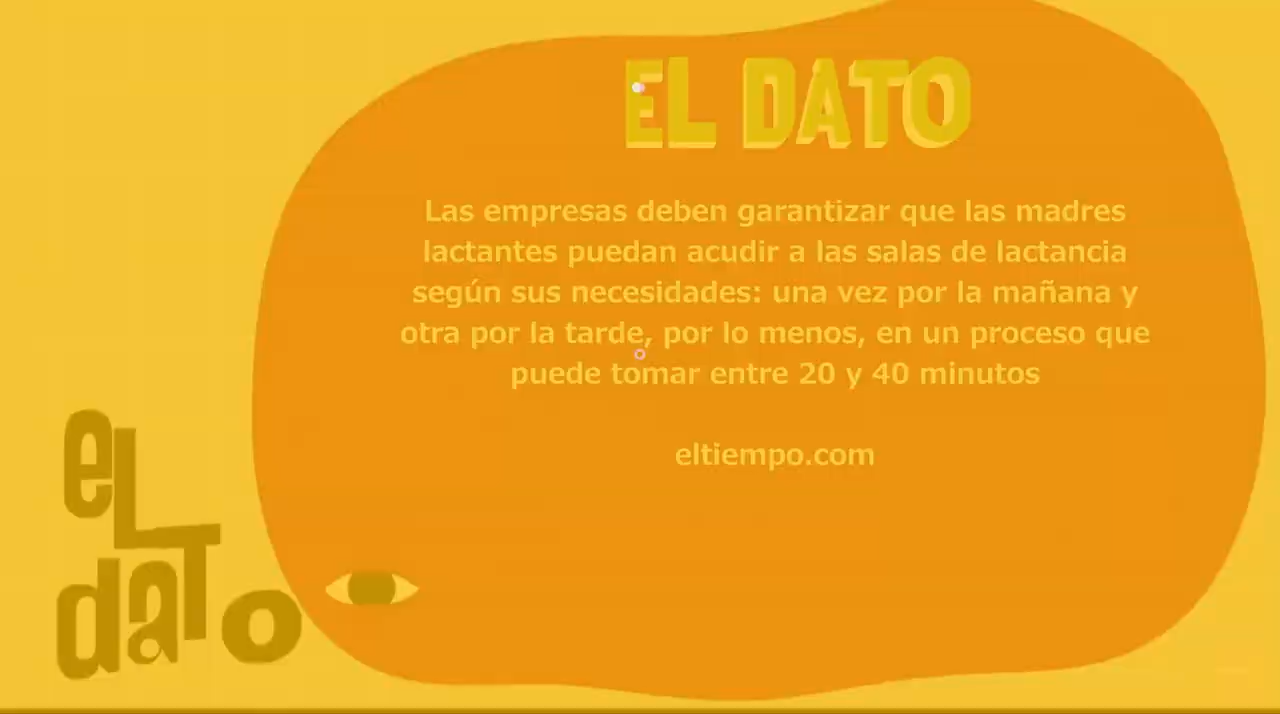 EL DATO
Las empresas deben garantizar que las madres
lactantes puedan acudir a las salas de lactancia
según sus necesidades: una vez por la mañana y
otra por la tarde, por lo menos, en un proceso que
puede tomar entre 20 y 40 minutos
eltiempo.com
eL
daTo